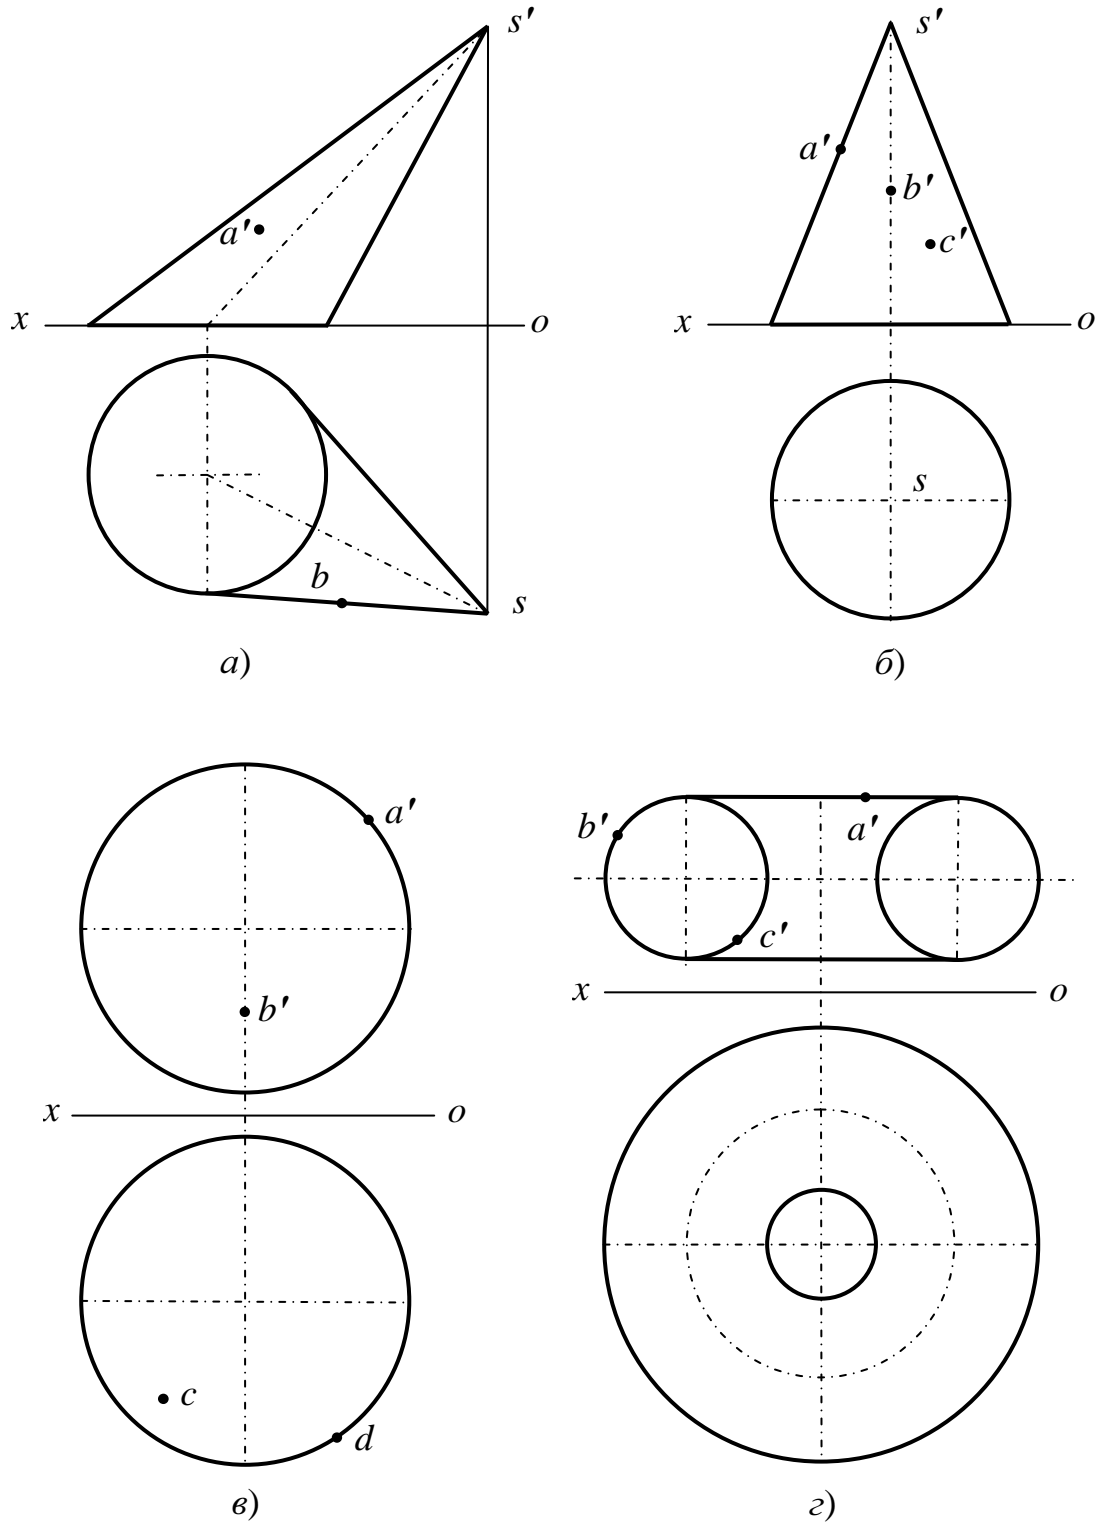 s′
a′
x o
b
s
а)
s′
a′
b′
c′
x o
s
б)
a′
b′
x o
c
d
в)
b′ a′
c′
x o
г)